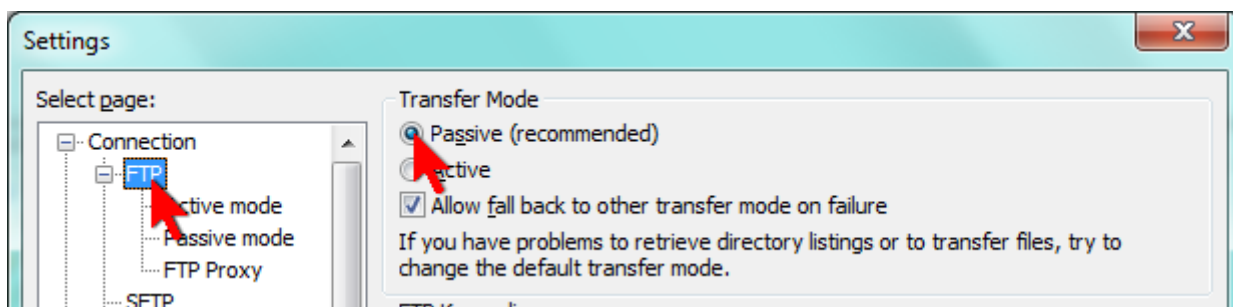 Settings
Select page:
Connection
FTP
Active mode
Passive mode
FTP Proxy
SFTP
Transfer Mode
Passive (recommended)
Active
Allow fall back to other transfer mode on failure
If you have problems to retrieve directory listings or to transfer files, try to
change the default transfer mode.